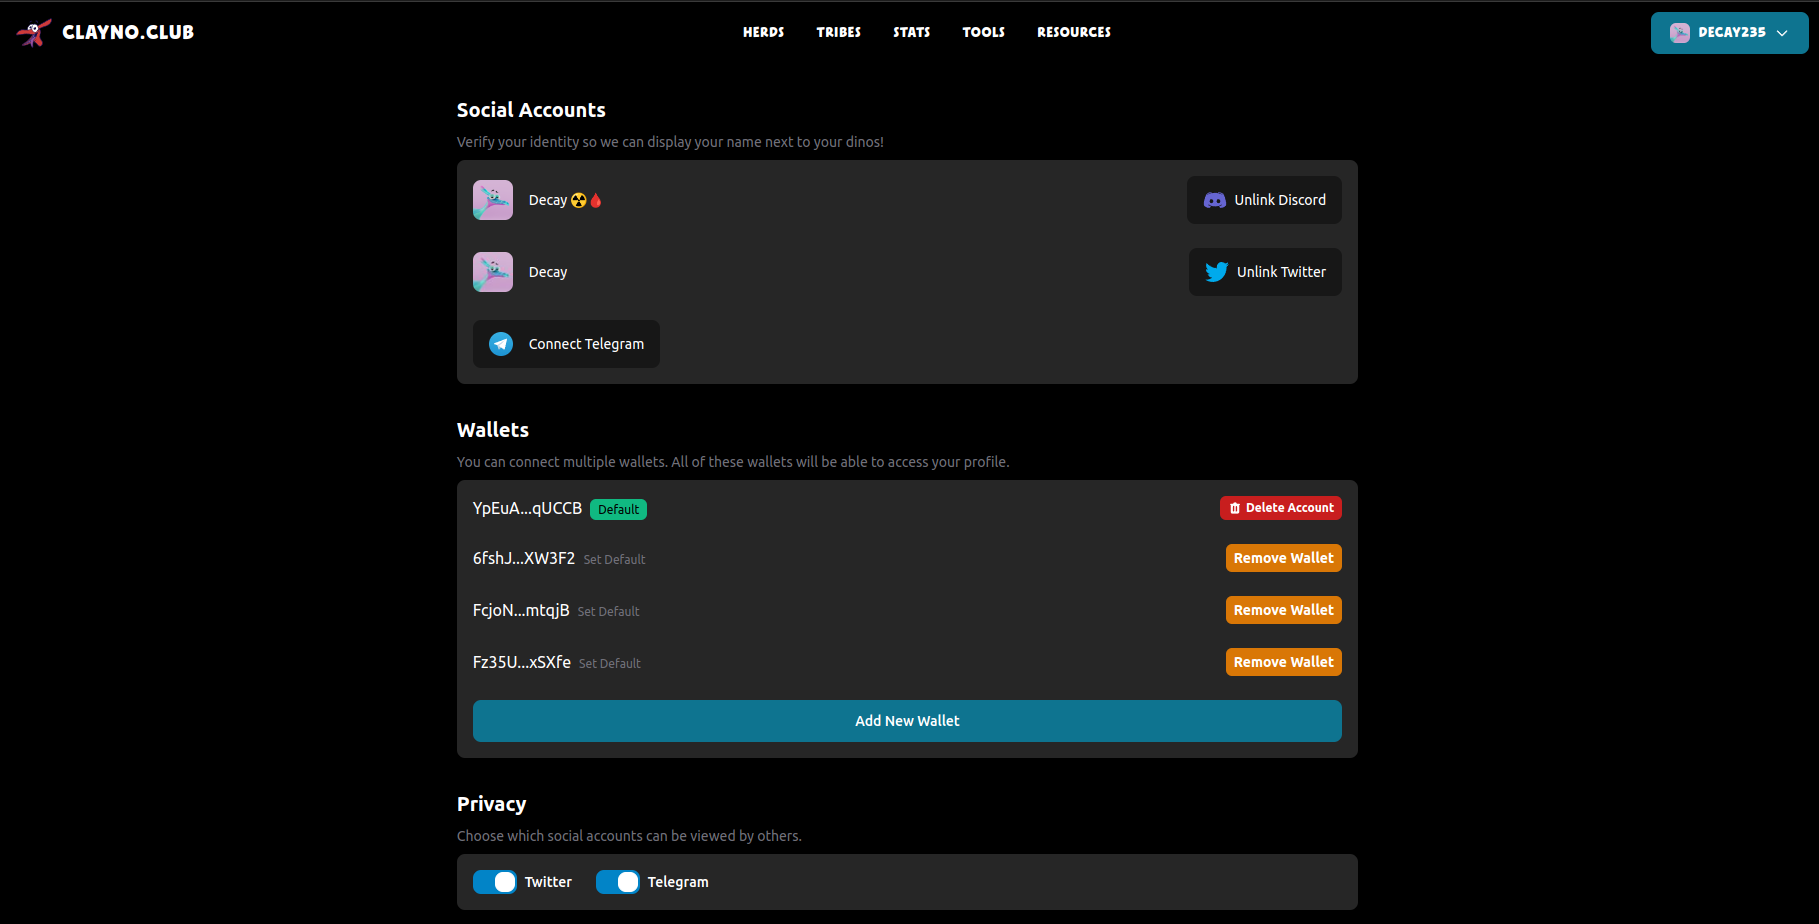 CLAYNO.CLUB
HERDS TRIBES STATS TOOLS RESOURCES
DECAY235
Social Accounts
Verify your identity so we can display your name next to your dinos!
Decay ☢️🩸
Unlink Discord
Decay
Unlink Twitter
Connect Telegram
Wallets
You can connect multiple wallets. All of these wallets will be able to access your profile.
YpEuA...qUCCB Default
Delete Account
6fshJ...XW3F2 Set Default
Remove Wallet
FcjoN...mtqjB Set Default
Remove Wallet
Fz35U...xSXfe Set Default
Remove Wallet
Add New Wallet
Privacy
Choose which social accounts can be viewed by others.
Twitter Telegram